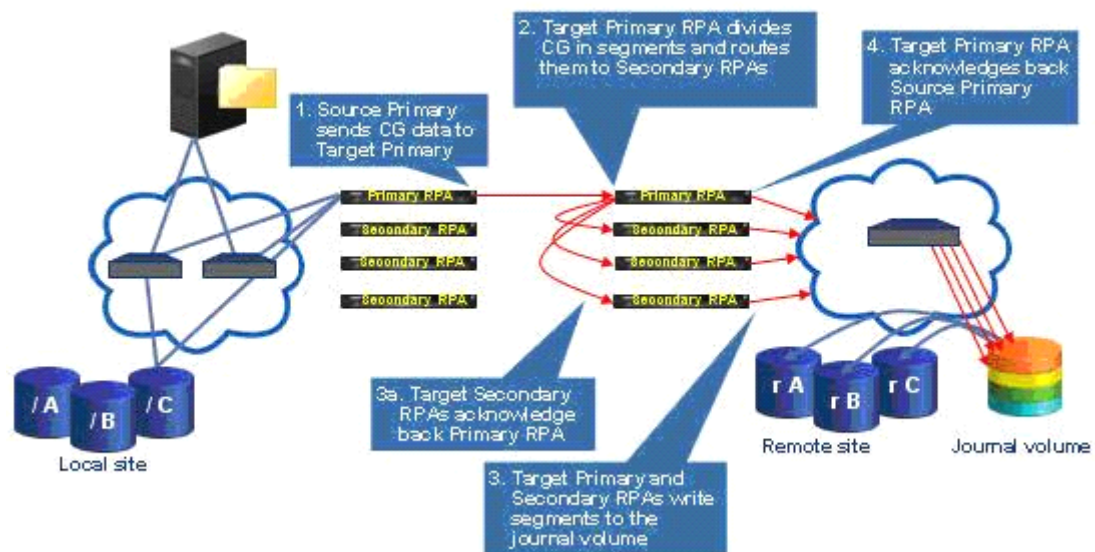 2. Target Primary RPA divides
CG in segments and routes
them to Secondary RPAs
4. Target Primary RPA
acknowledges back
Source Primary
RPA
1. Source Primary
sends CG data to
Target Primary
Primary RPA
Secondary RPA
Secondary RPA
Secondary RPA
Primary RPA
Secondary RPA
Secondary RPA
Secondary RPA
/ A
/ B
/ C
Local site
3a. Target Secondary
RPAs acknowledge
back Primary RPA
r A
r B
r C
Remote site
Journal volume
3. Target Primary and
Secondary RPAs write
segments to the
journal volume